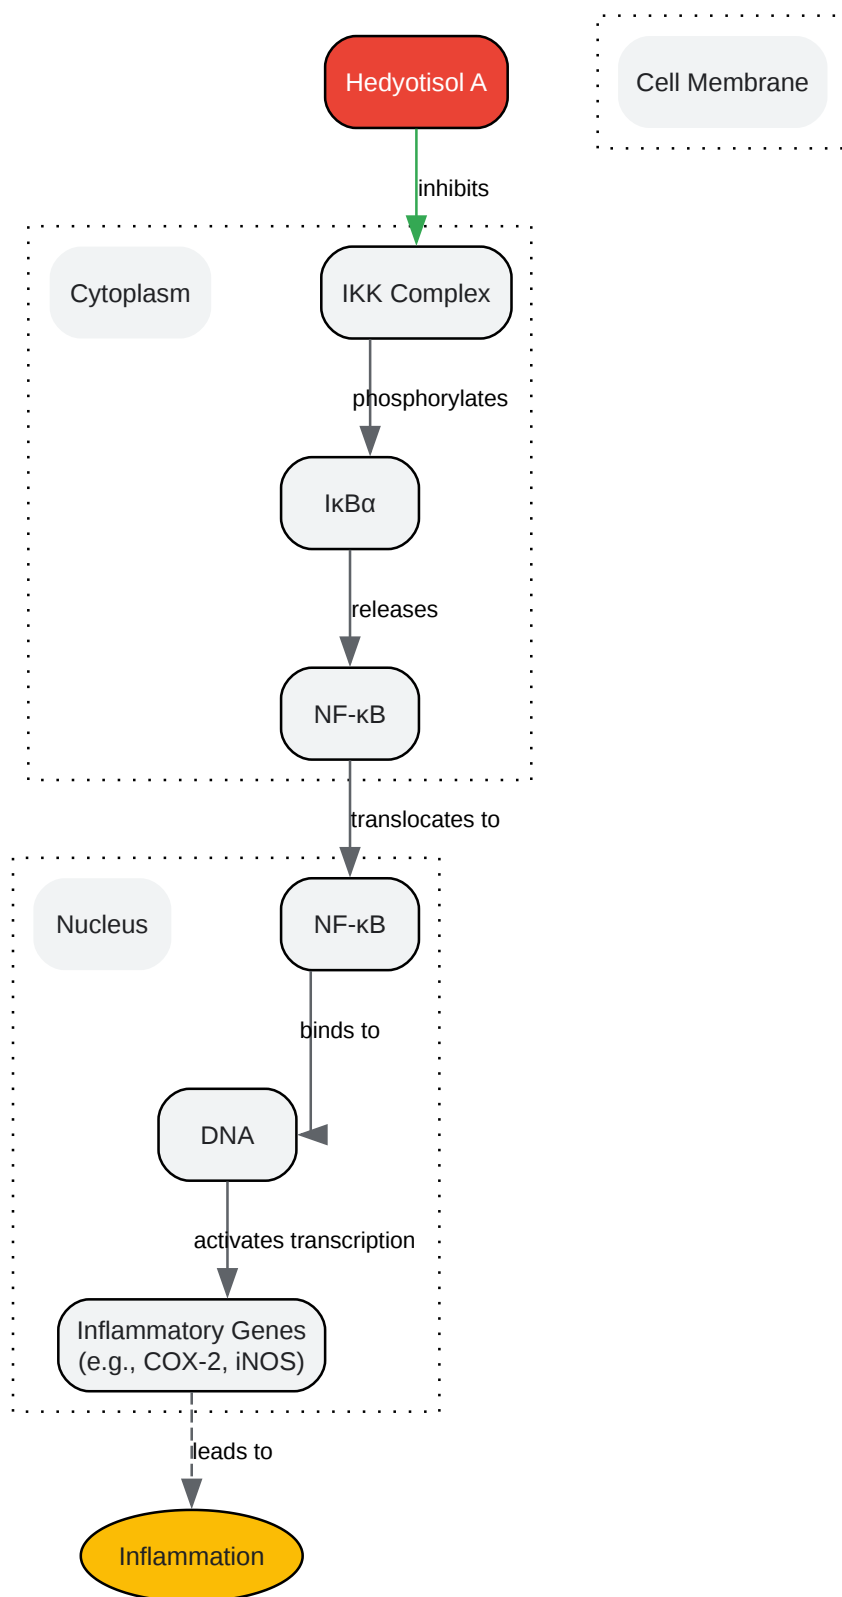 Hedyotisol A
Cell Membrane
inhibits
Cytoplasm
IKK Complex
phosphorylates
IκBα
releases
NF-κB
translocates to
Nucleus
NF-κB
binds to
DNA
activates transcription
Inflammatory Genes
(e.g., COX-2, iNOS)
leads to
Inflammation